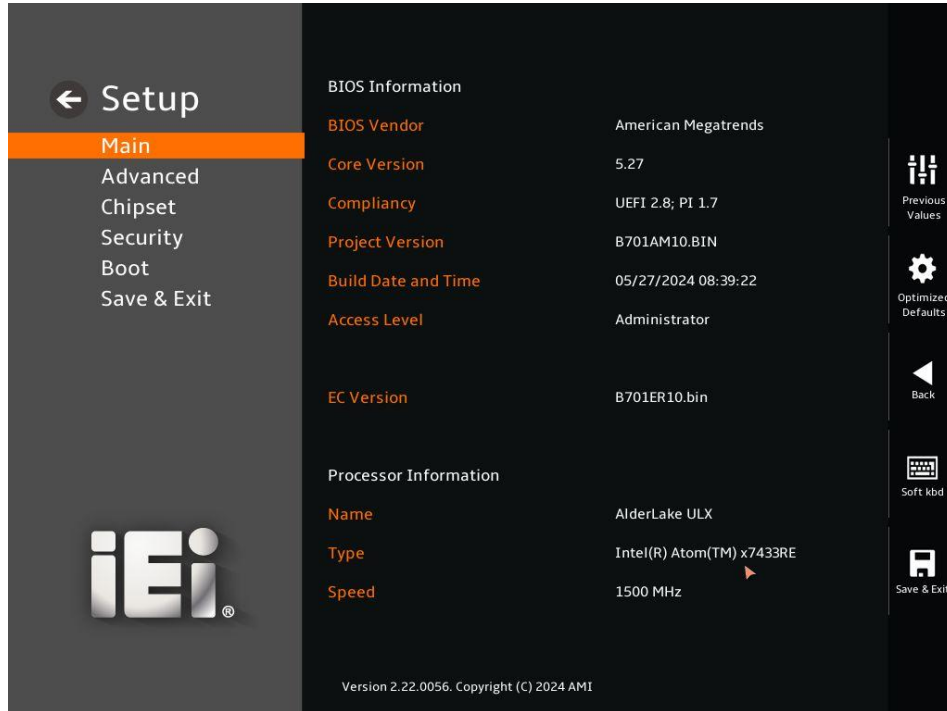 Setup
Main
Advanced
Chipset
Security
Boot
Save & Exit
iEi®
BIOS Information
BIOS Vendor American Megatrends
Core Version 5.27
Compliancy UEFI 2.8; PI 1.7
Project Version B701AM10.BIN
Build Date and Time 05/27/2024 08:39:22
Access Level Administrator
EC Version B701ER10.bin
Processor Information
Name AlderLake ULX
Type Intel(R) Atom(TM) x7433RE
Speed 1500 MHz
Version 2.22.0056. Copyright (C) 2024 AMI
Previous
Values
Optimized
Defaults
Back
Soft kbd
Save & Exit